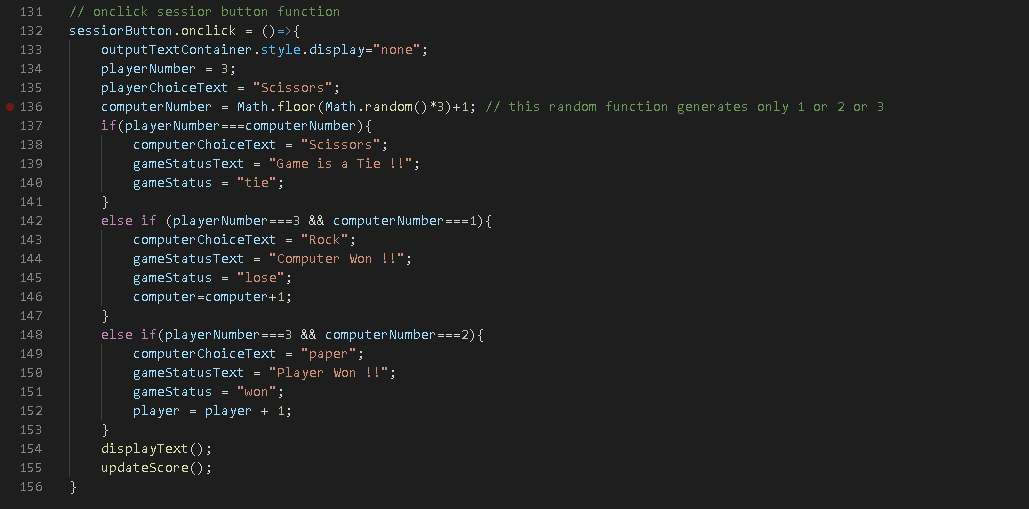 131 // onclick sessior button function
132 sessiorButton.onclick = ()=>{
133 outputTextContainer.style.display="none";
134 playerNumber = 3;
135 playerChoiceText = "Scissors";
136 computerNumber = Math.floor(Math.random()*3)+1; // this random function generates only 1 or 2 or 3
137 if(playerNumber===computerNumber){
138 computerChoiceText = "Scissors";
139 gameStatusText = "Game is a Tie !!";
140 gameStatus = "tie";
141 }
142 else if (playerNumber===3 && computerNumber===1){
143 computerChoiceText = "Rock";
144 gameStatusText = "Computer Won !!";
145 gameStatus = "lose";
146 computer=computer+1;
147 }
148 else if(playerNumber===3 && computerNumber===2){
149 computerChoiceText = "paper";
150 gameStatusText = "Player Won !!";
151 gameStatus = "won";
152 player = player + 1;
153 }
154 displayText();
155 updateScore();
156 }